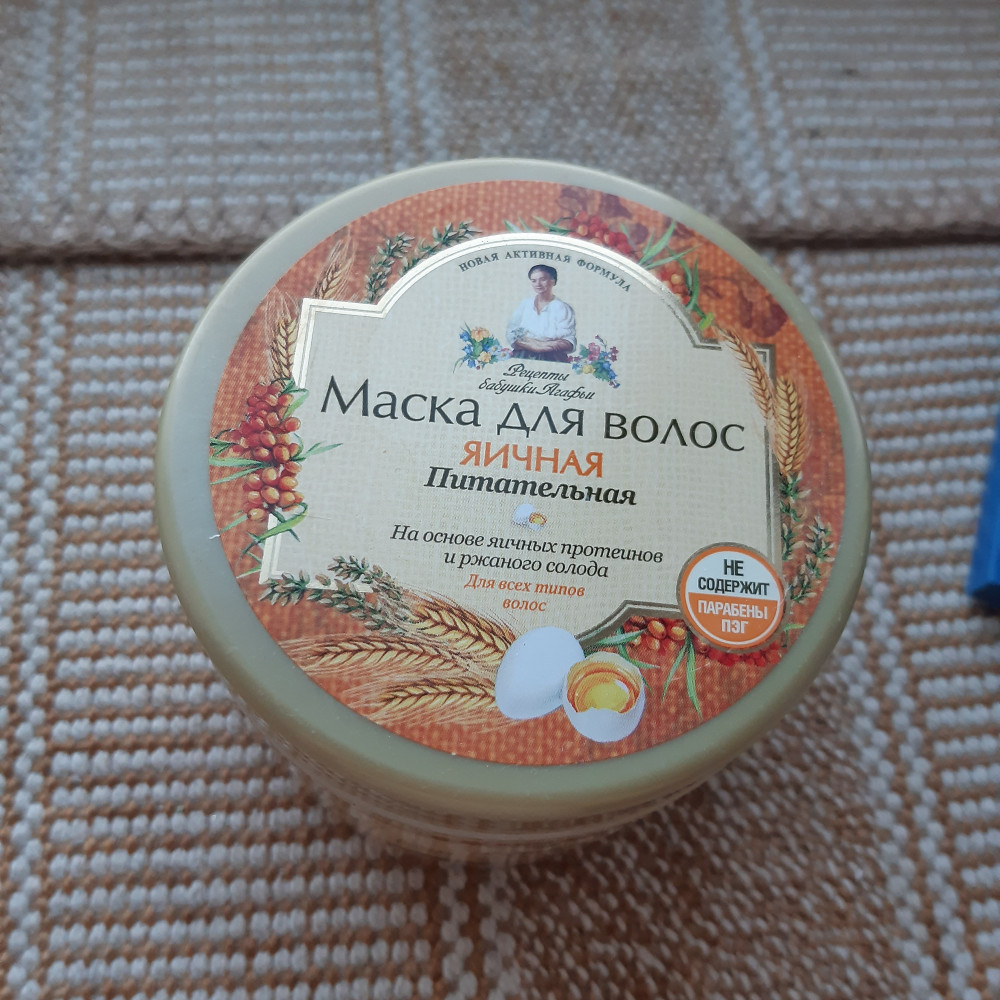 НОВАЯ АКТИВНАЯ ФОРМУЛА
Рецепты
бабушки Агафьи
Маска для волос
ЯИЧНАЯ
Питательная
На основе яичных протеинов
и ржаного солода
Для всех типов
волос
НЕ
СОДЕРЖИТ
ПАРАБЕНЫ
ПЭГ